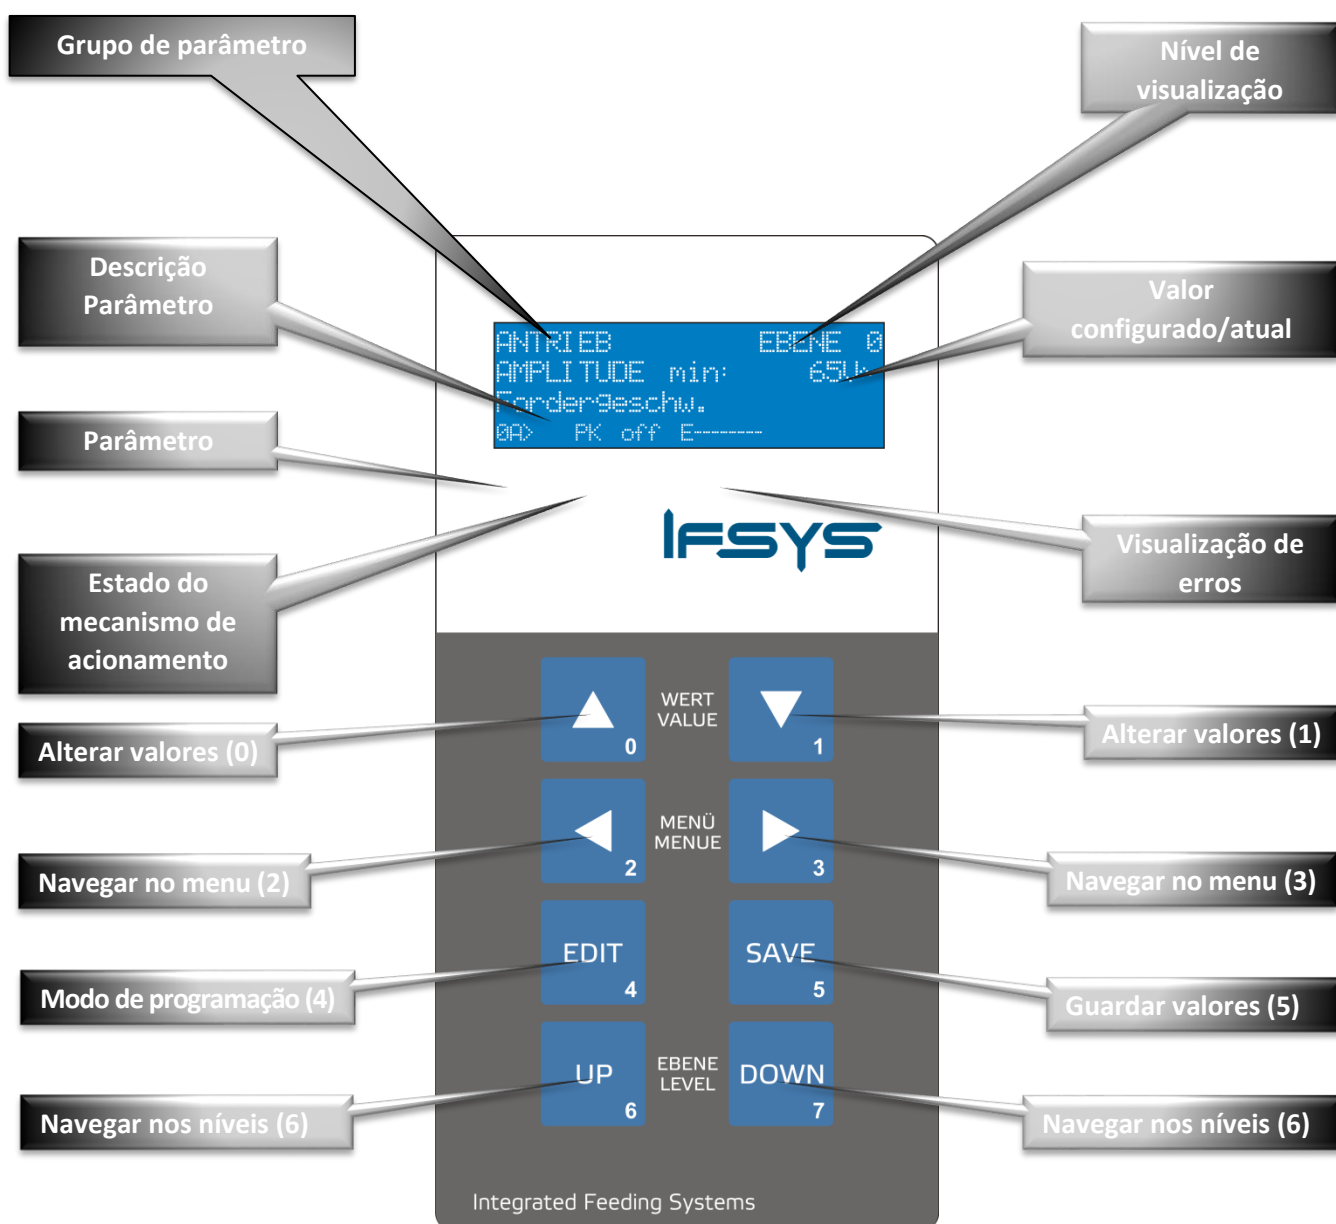 Grupo de parâmetro
Nível de
visualização
Descrição
Parâmetro
Valor
configurado/atual
ANTRIEB EBENE 0
AMPLITUDE min: 65V
Fordergeschw.
0A> PK off E--------
Parâmetro
IFSYS
Visualização de
erros
Estado do
mecanismo de
acionamento
WERT
VALUE
0
1
Alterar valores (0)
Alterar valores (1)
MENÜ
MENUE
2
3
Navegar no menu (2)
Navegar no menu (3)
EDIT
4
SAVE
5
Modo de programação (4)
Guardar valores (5)
UP
6
EBENE
LEVEL
DOWN
7
Navegar nos níveis (6)
Navegar nos níveis (6)
Integrated Feeding Systems